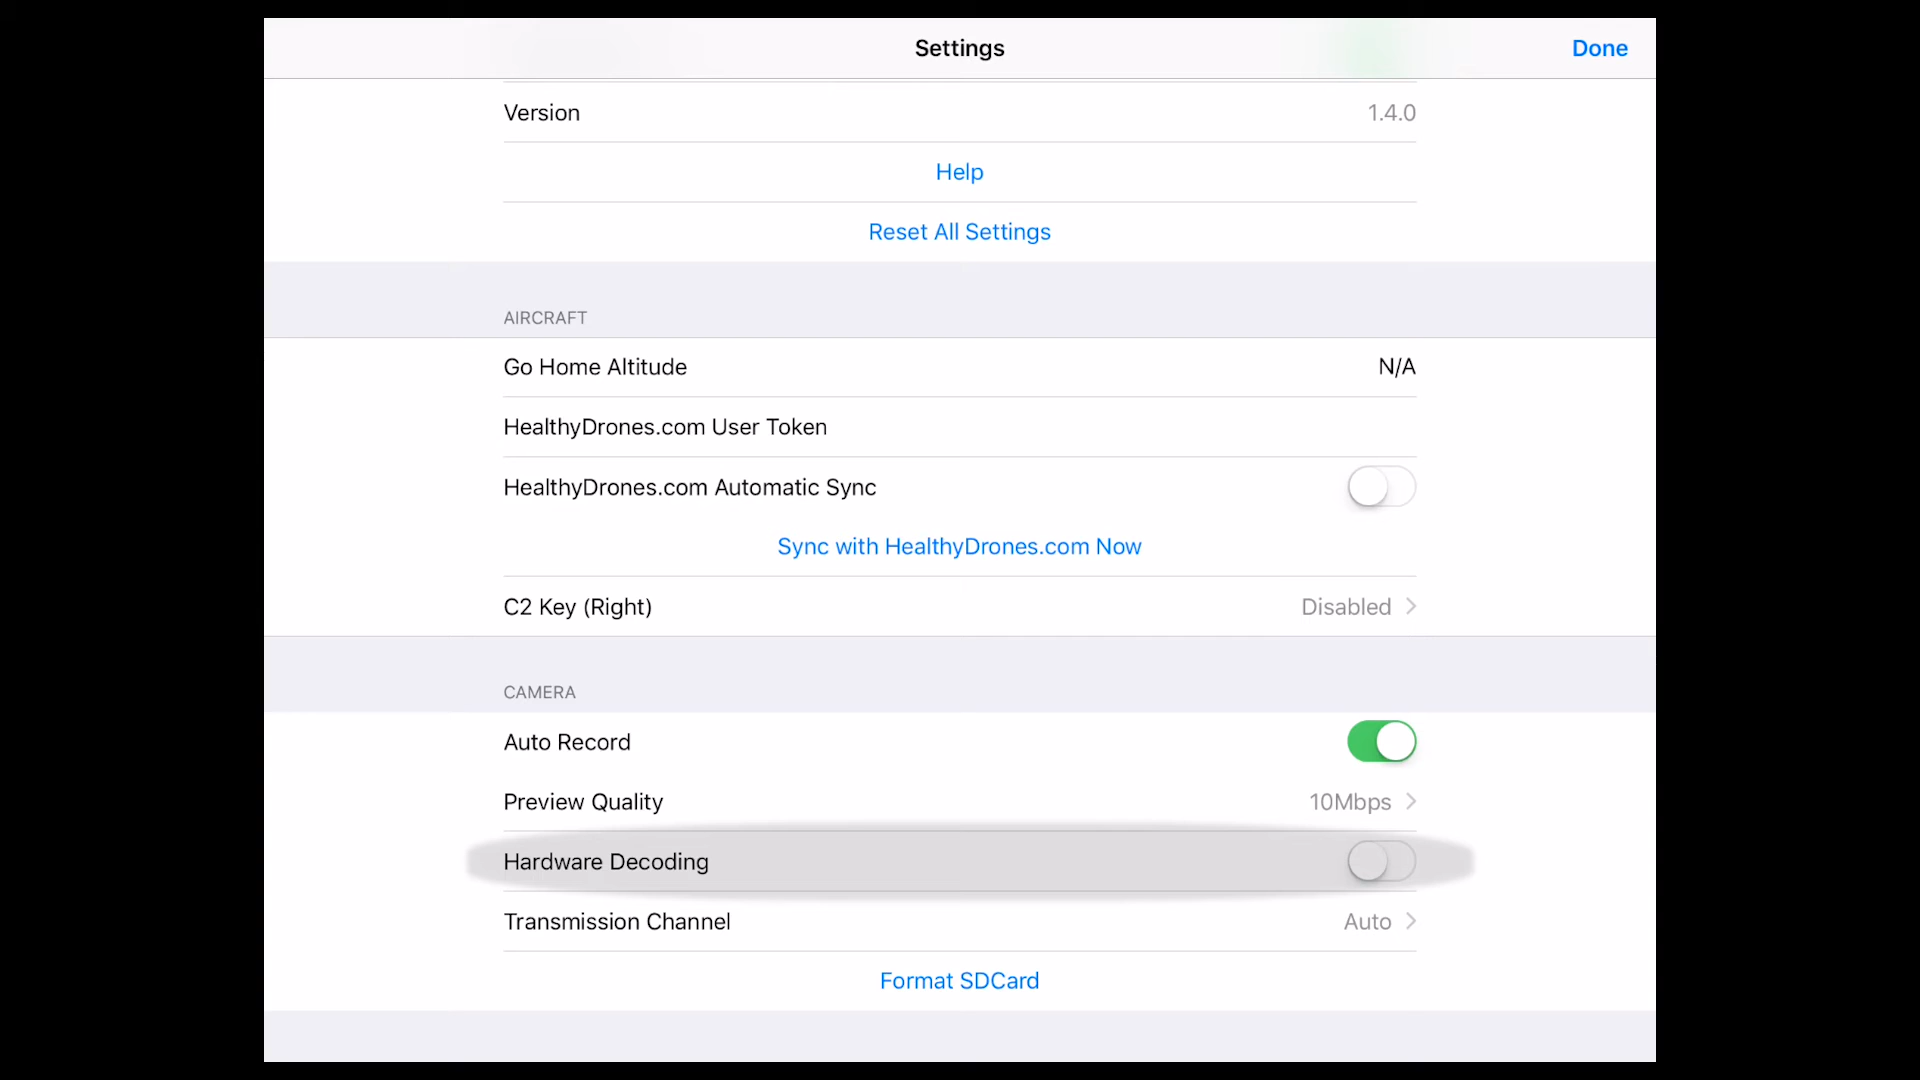 Settings
Done
Version
1.4.0
Help
Reset All Settings
AIRCRAFT
Go Home Altitude
N/A
HealthyDrones.com User Token
HealthyDrones.com Automatic Sync
Sync with HealthyDrones.com Now
C2 Key (Right)
Disabled
CAMERA
Auto Record
Preview Quality
10Mbps
Hardware Decoding
Transmission Channel
Auto
Format SDCard